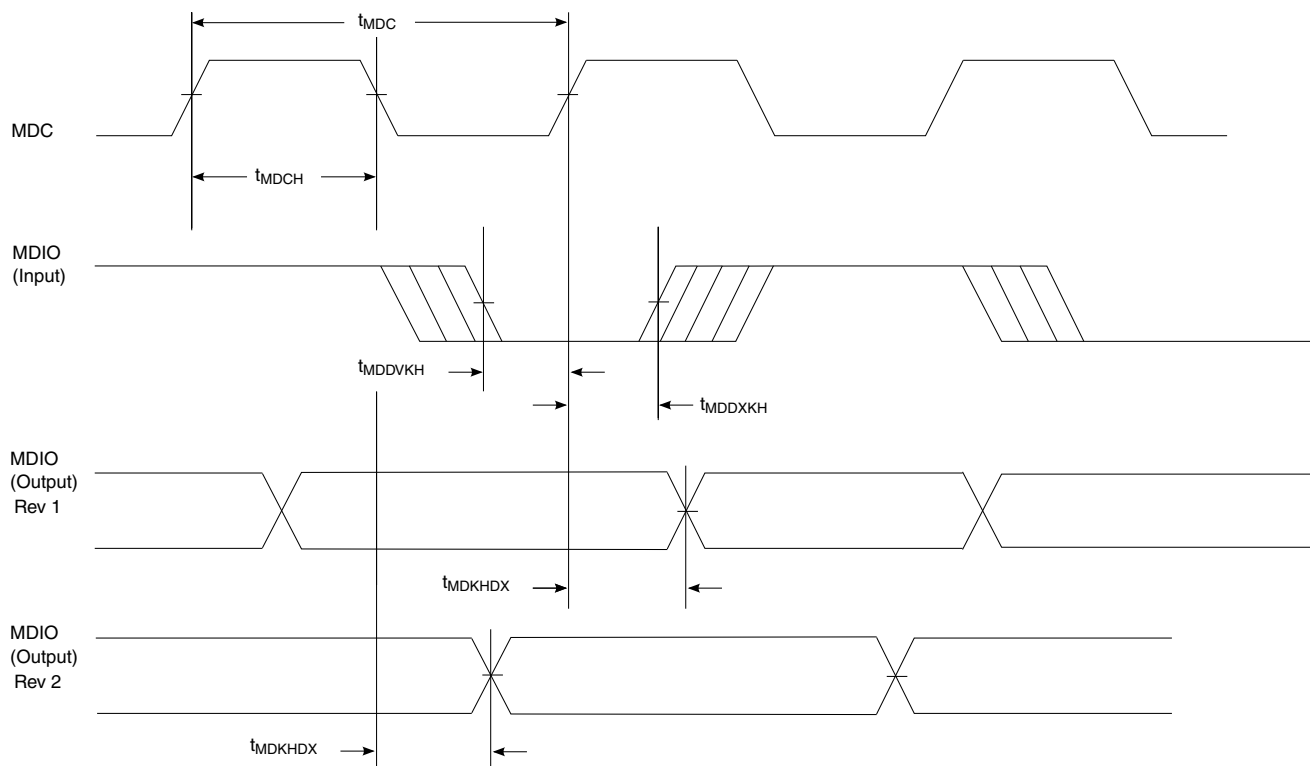 tMDC
MDC
tMDCH
MDIO
(Input)
tMDDVKH
tMDDXKH
MDIO
(Output)
Rev 1
tMDKHDX
MDIO
(Output)
Rev 2
tMDKHDX